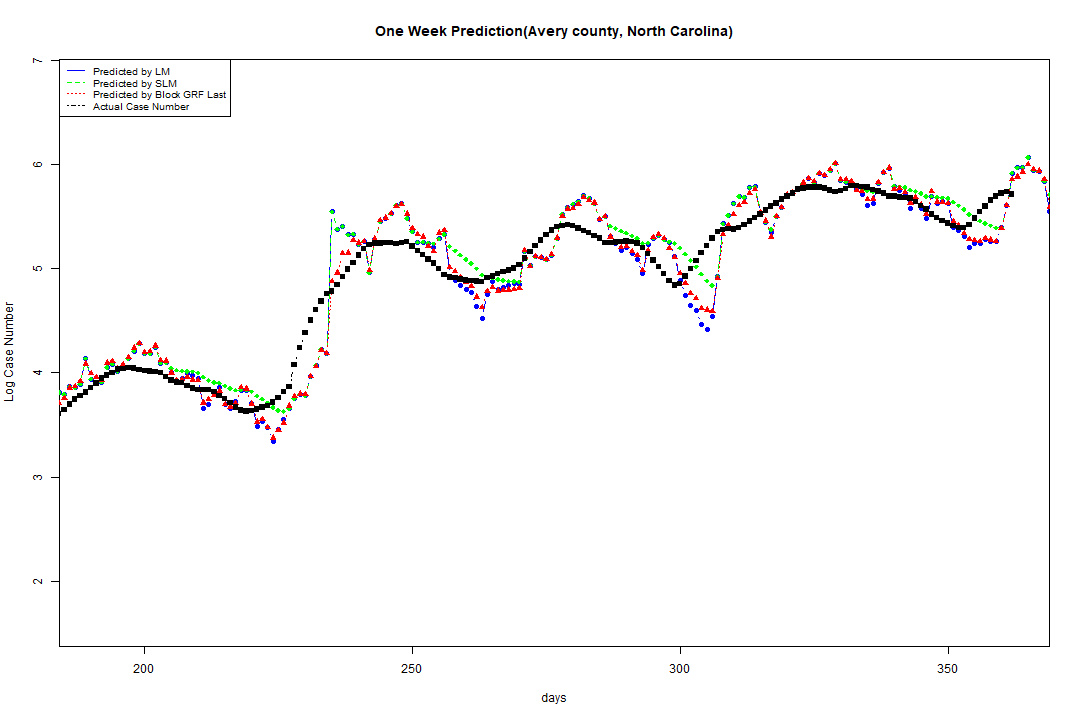 One Week Prediction(Avery county, North Carolina)
Predicted by LM
Predicted by SLM
Predicted by Block GRF Last
Actual Case Number
7
6
5
4
3
2
Log Case Number
200
250
300
350
days